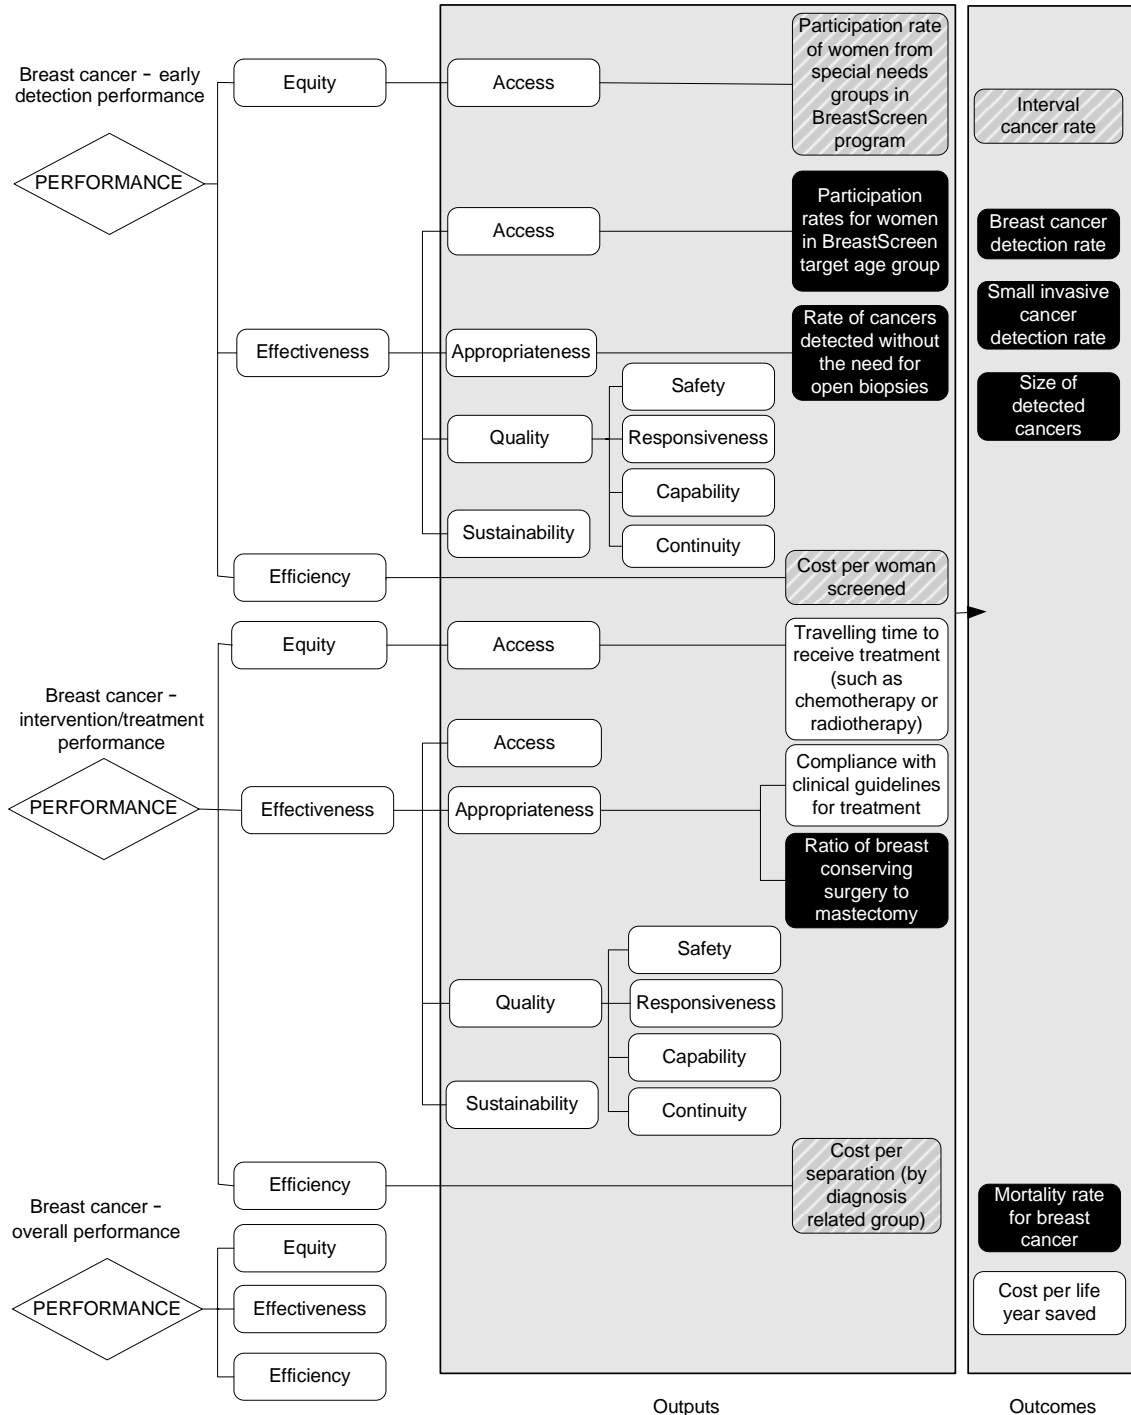 Participation rate
of women from
special needs
groups in
BreastScreen
program
Breast cancer – early
detection performance
Equity
Access
Interval
cancer rate
PERFORMANCE
Participation
rates for women
in BreastScreen
target age group
Access
Breast cancer
detection rate
Small invasive
cancer
detection rate
Effectiveness
Appropriateness
Rate of cancers
detected without
the need for
open biopsies
Safety
Size of
detected
cancers
Quality
Responsiveness
Capability
Sustainability
Continuity
Efficiency
Cost per woman
screened
Equity
Access
Travelling time to
receive treatment
(such as
chemotherapy or
radiotherapy)
Breast cancer –
intervention/treatment
performance
Access
Compliance with
clinical guidelines
for treatment
PERFORMANCE
Effectiveness
Appropriateness
Ratio of breast
conserving
surgery to
mastectomy
Safety
Quality
Responsiveness
Capability
Sustainability
Continuity
Cost per
separation (by
diagnosis
related group)
Efficiency
Breast cancer –
overall performance
Mortality rate
for breast
cancer
Equity
PERFORMANCE
Effectiveness
Cost per life
year saved
Efficiency
Outputs
Outcomes